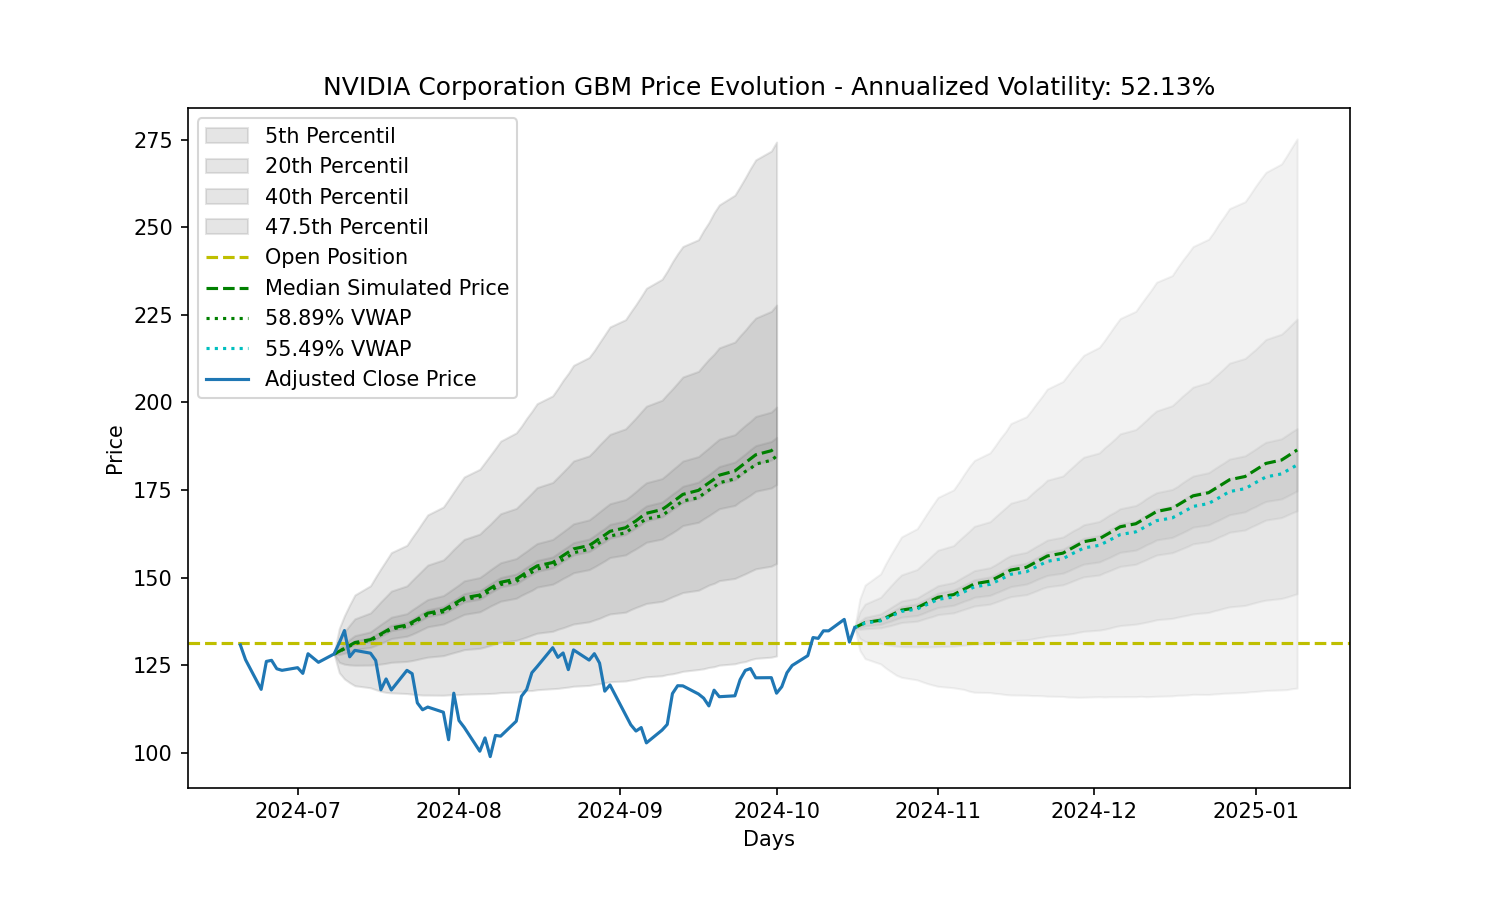 NVIDIA Corporation GBM Price Evolution - Annualized Volatility: 52.13%
5th Percentil
20th Percentil
40th Percentil
47.5th Percentil
Open Position
Median Simulated Price
58.89% VWAP
55.49% VWAP
Adjusted Close Price
Price
275
250
225
200
175
150
125
100
2024-07 2024-08 2024-09 2024-10 2024-11 2024-12 2025-01
Days